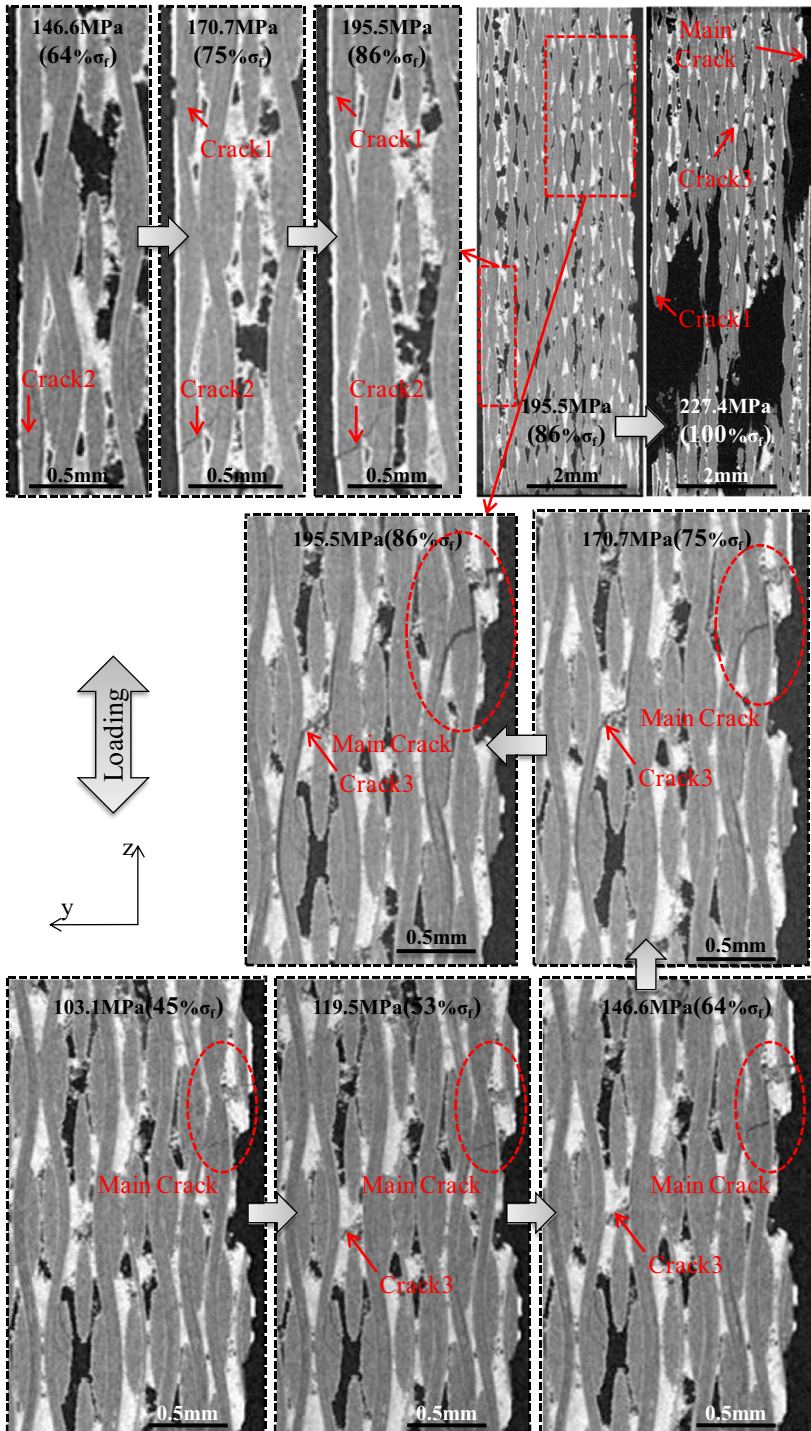 146.6MPa
(64%σf)
170.7MPa
(75%σf)
195.5MPa
(86%σf)
Main
Crack
Crack1
Crack1
Crack3
Crack1
Crack2
Crack2
Crack2
195.5MPa
(86%σf)
227.4MPa
(100%σf)
0.5mm
0.5mm
0.5mm
2mm
2mm
195.5MPa(86%σf)
170.7MPa(75%σf)
Loading
Main Crack
Crack3
Main Crack
Crack3
z
y
0.5mm
0.5mm
103.1MPa(45%σf)
119.5MPa(53%σf)
146.6MPa(64%σf)
Main Crack
Main Crack
Crack3
Main Crack
Crack3
0.5mm
0.5mm
0.5mm